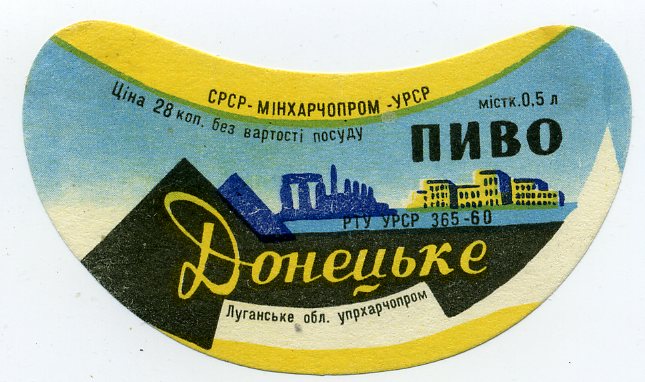 СРСР-МІНХАРЧОПРОМ-УРСР
Ціна 28 коп. без вартості посуду
містк.0,5 л
ПИВО
РТУ УРСР 365-60
Донецьке
Луганське обл. упрхарчопром